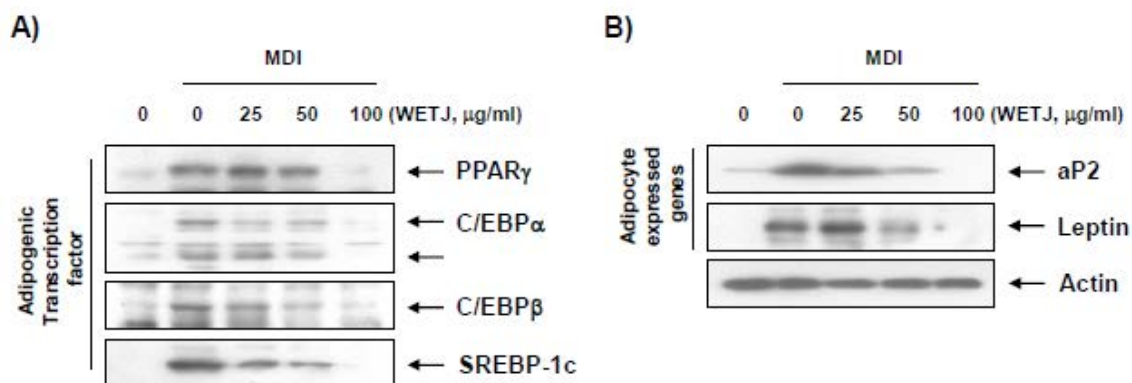 A)
MDI
0 0 25 50 100 (WETJ, μg/ml)
Adipogenic
Transcription
factor
PPARγ
C/EBPα
C/EBPβ
SREBP-1c
B)
MDI
0 0 25 50 100 (WETJ, μg/ml)
Adipocyte
expressed
genes
aP2
Leptin
Actin